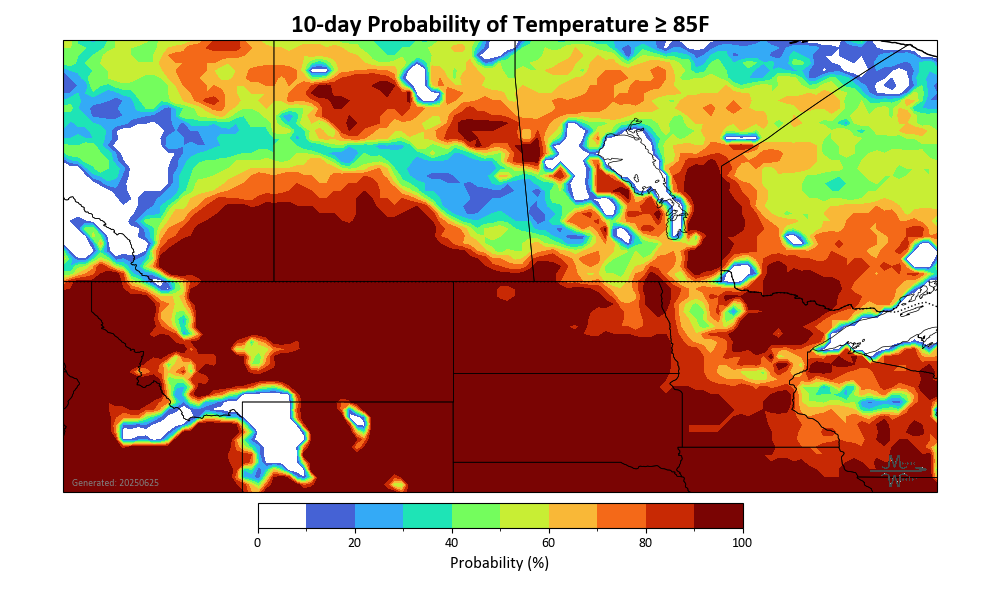 10-day Probability of Temperature ≥ 85F
Generated: 20250625
0 20 40 60 80 100
Probability (%)